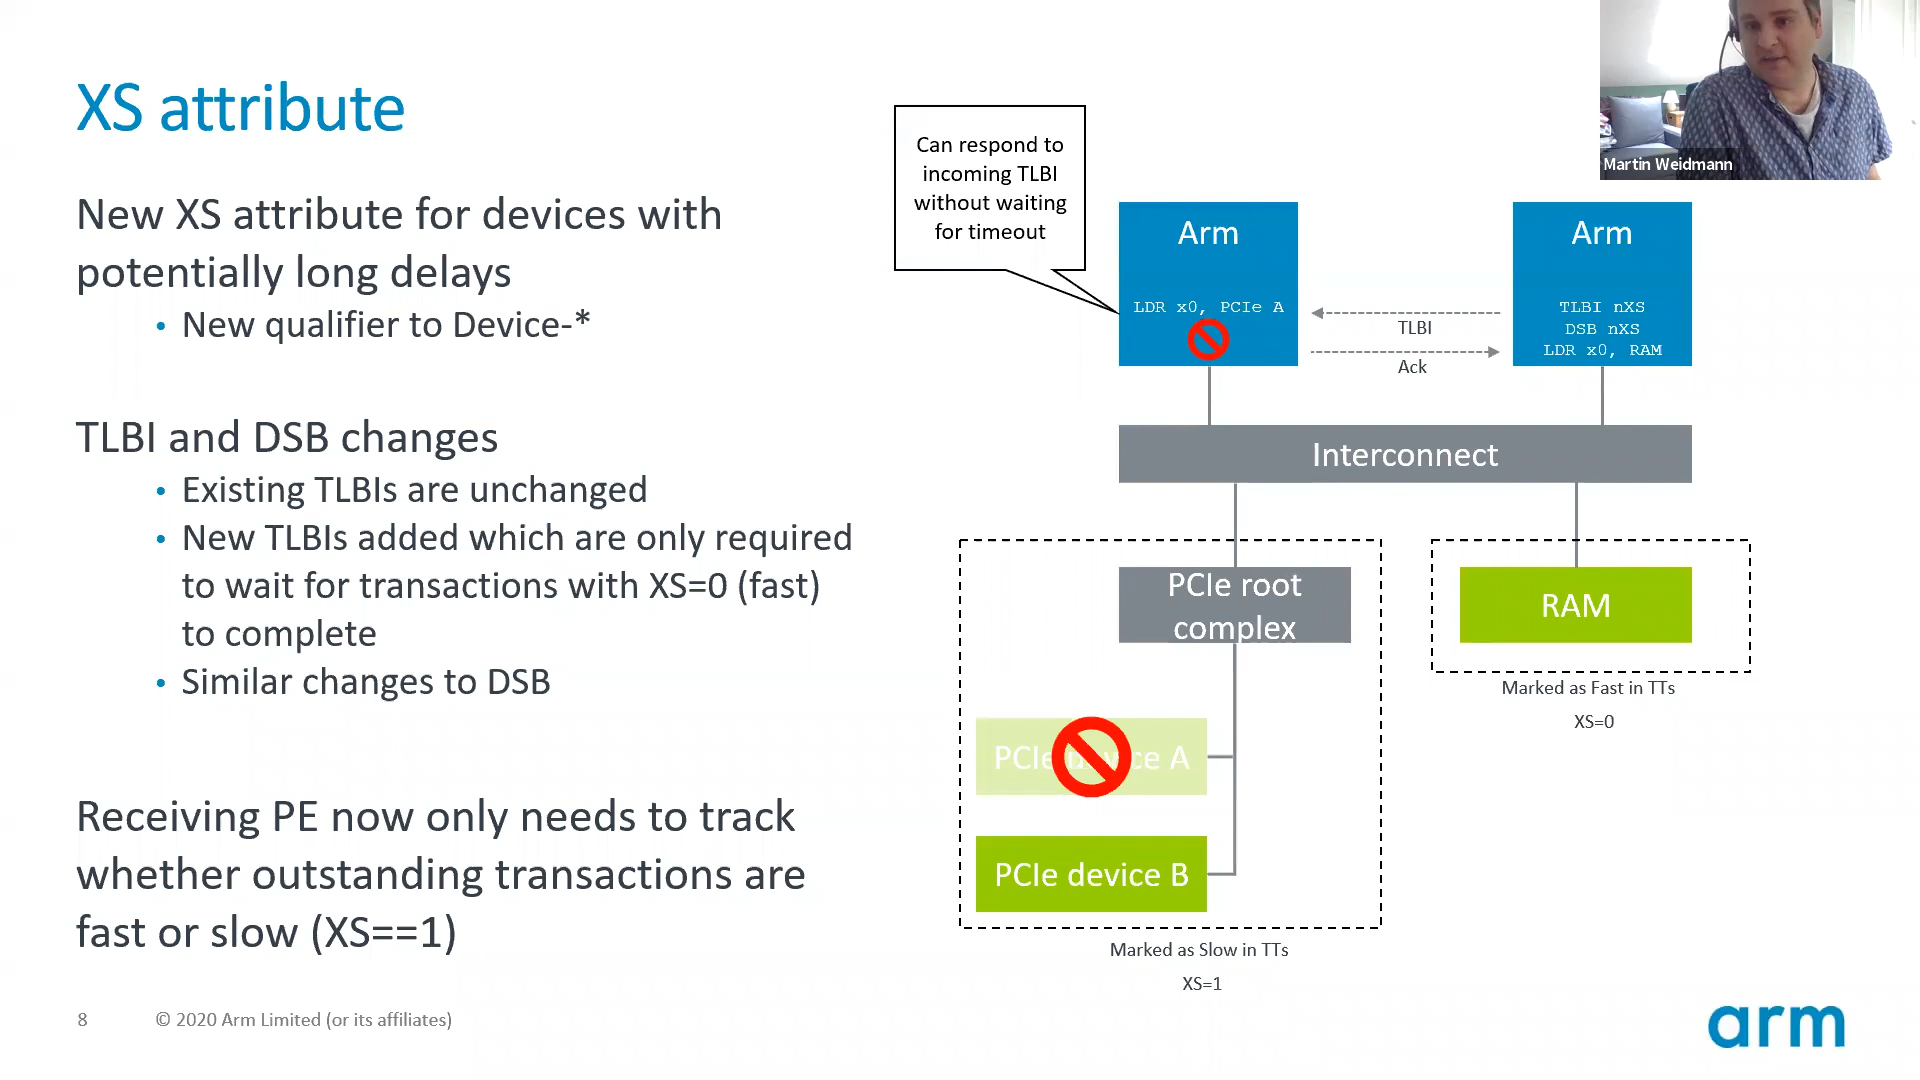 XS attribute
New XS attribute for devices with
potentially long delays
• New qualifier to Device-*
TLBI and DSB changes
• Existing TLBIs are unchanged
• New TLBIs added which are only required
to wait for transactions with XS=0 (fast)
to complete
• Similar changes to DSB
Receiving PE now only needs to track
whether outstanding transactions are
fast or slow (XS==1)
Can respond to
incoming TLBI
without waiting
for timeout
Arm
LDR x0, PCIe A
TLBI
Ack
Arm
TLBI nXS
DSB nXS
LDR x0, RAM
Interconnect
PCIe root
complex
RAM
Marked as Fast in TTs
XS=0
PCIe device A
PCIe device B
Marked as Slow in TTs
XS=1
Martin Weidmann
8
© 2020 Arm Limited (or its affiliates)
arm